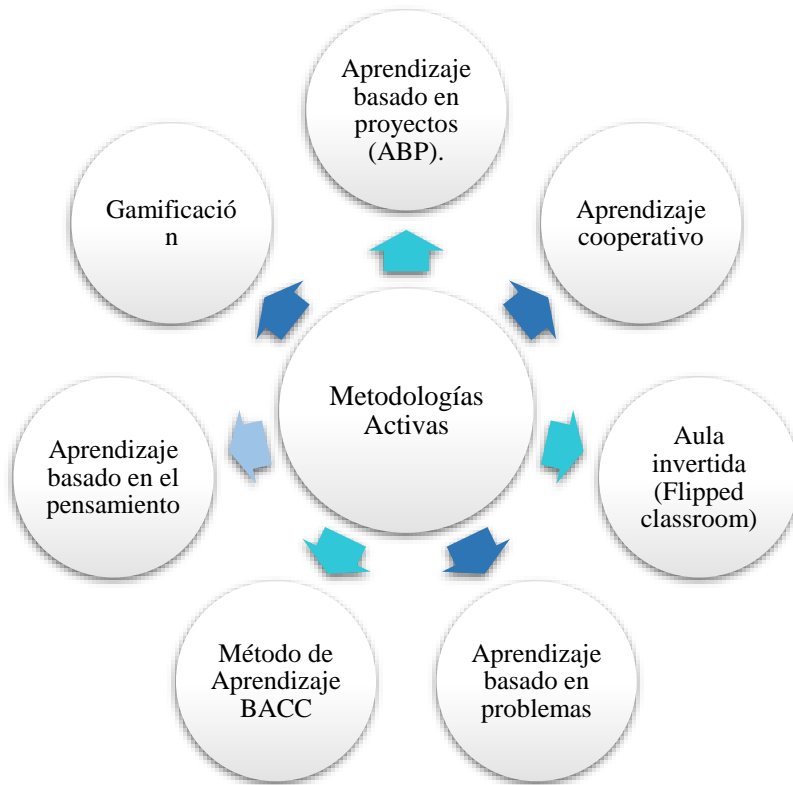 Aprendizaje
basado en
proyectos
(ABP).
Aprendizaje
cooperativo
Aula
invertida
(Flipped
classroom)
Aprendizaje
basado en
problemas
Método de
Aprendizaje
BACC
Aprendizaje
basado en el
pensamiento
Gamificació
n
Metodologías
Activas